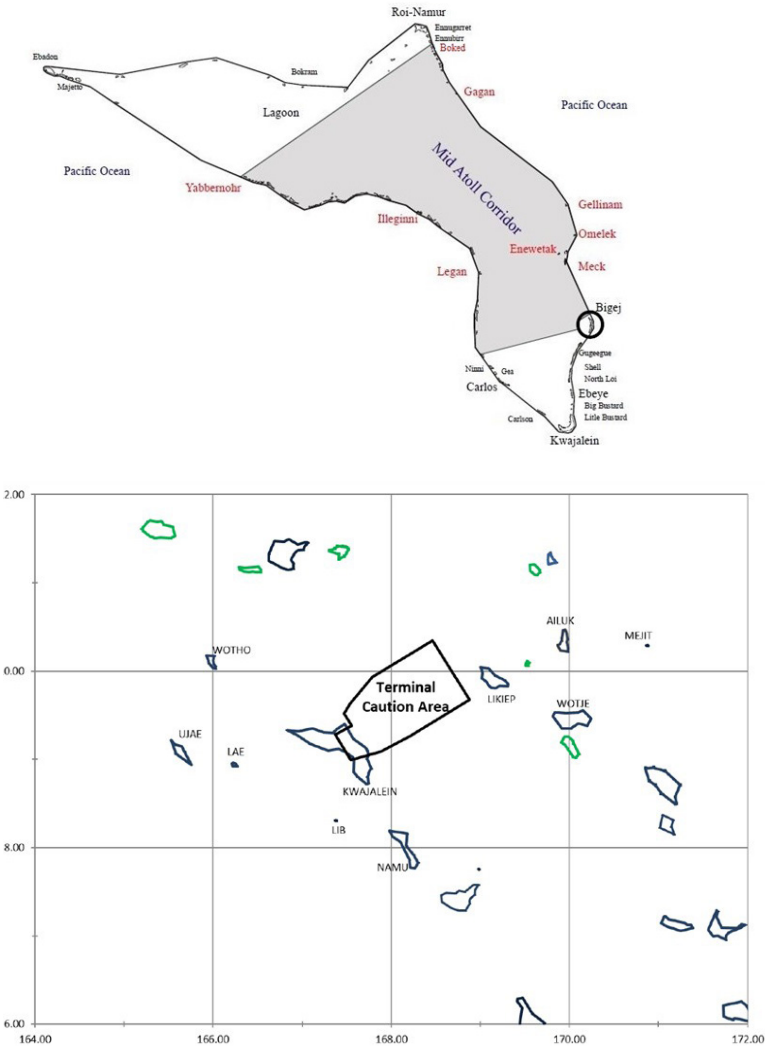 Roi-Namur
Ennugarret
Ennubirr
Boked
Ebadon
Majetto
Bokram
Gagan
Lagoon
Pacific Ocean
Pacific Ocean
Mid Atoll Corridor
Yabbernohr
Illeginni
Gellinam
Omelek
Enewetak
Meck
Legan
Bigej
Gugeegue
Ninni
Gea
Shell
North Loi
Carlos
Ebeye
Big Bustard
Litle Bustard
Carlson
Kwajalein
2.00
0.00
8.00
6.00
WOTHO
AILUK
MEJIT
Terminal
Caution Area
LIKIEP
WOTJE
UJAE
LAE
KWAJALEIN
LIB
NAMU
164.00 166.00 168.00 170.00 172.00